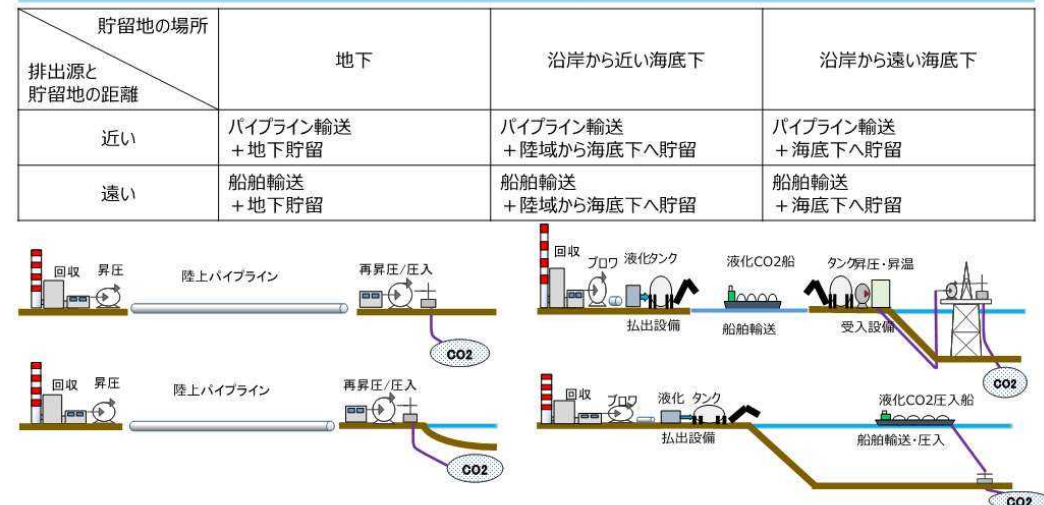 貯留地の場所
排出源と
貯留地の距離
地下
沿岸から近い海底下
沿岸から遠い海底下
近い
パイプライン輸送
+地下貯留
パイプライン輸送
+陸域から海底下へ貯留
パイプライン輸送
+海底下へ貯留
遠い
船舶輸送
+地下貯留
船舶輸送
+陸域から海底下へ貯留
船舶輸送
+海底下へ貯留
回収 昇圧
陸上パイプライン
再昇圧/圧入
CO2
回収 昇圧
陸上パイプライン
再昇圧/圧入
CO2
回収
ブロワ 液化タンク
液化CO2船
タンク昇圧・昇温
払出設備
船舶輸送
受入設備
CO2
回収
ブロワ 液化 タンク
液化CO2圧入船
払出設備
船舶輸送・圧入
CO2